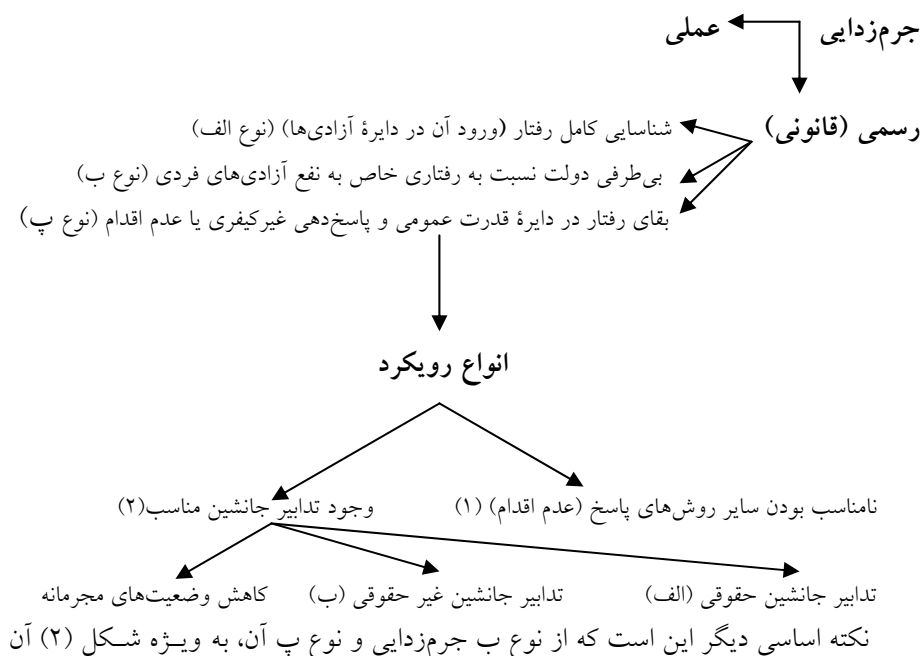 جرم‌زدایی عملی
رسمی (قانونی) شناسایی کامل رفتار (ورود آن در دایرۀ آزادی‌ها) (نوع الف)
بی‌طرفی دولت نسبت به رفتاری خاص به نفع آزادی‌های فردی (نوع ب)
بقای رفتار در دایرۀ قدرت عمومی و پاسخ‌دهی غیرکیفری یا عدم اقدام (نوع پ)
انواع رویکرد
نامناسب بودن سایر روش‌های پاسخ (عدم اقدام) (۱) وجود تدابیر جانشین مناسب(۲)
تدابیر جانشین حقوقی (الف) تدابیر جانشین غیر حقوقی (ب) کاهش وضعیت‌های مجرمانه
نکته اساسی دیگر این است که از نوع ب جرم‌زدایی و نوع پ آن، به ویـژه شـکل (۲) آن